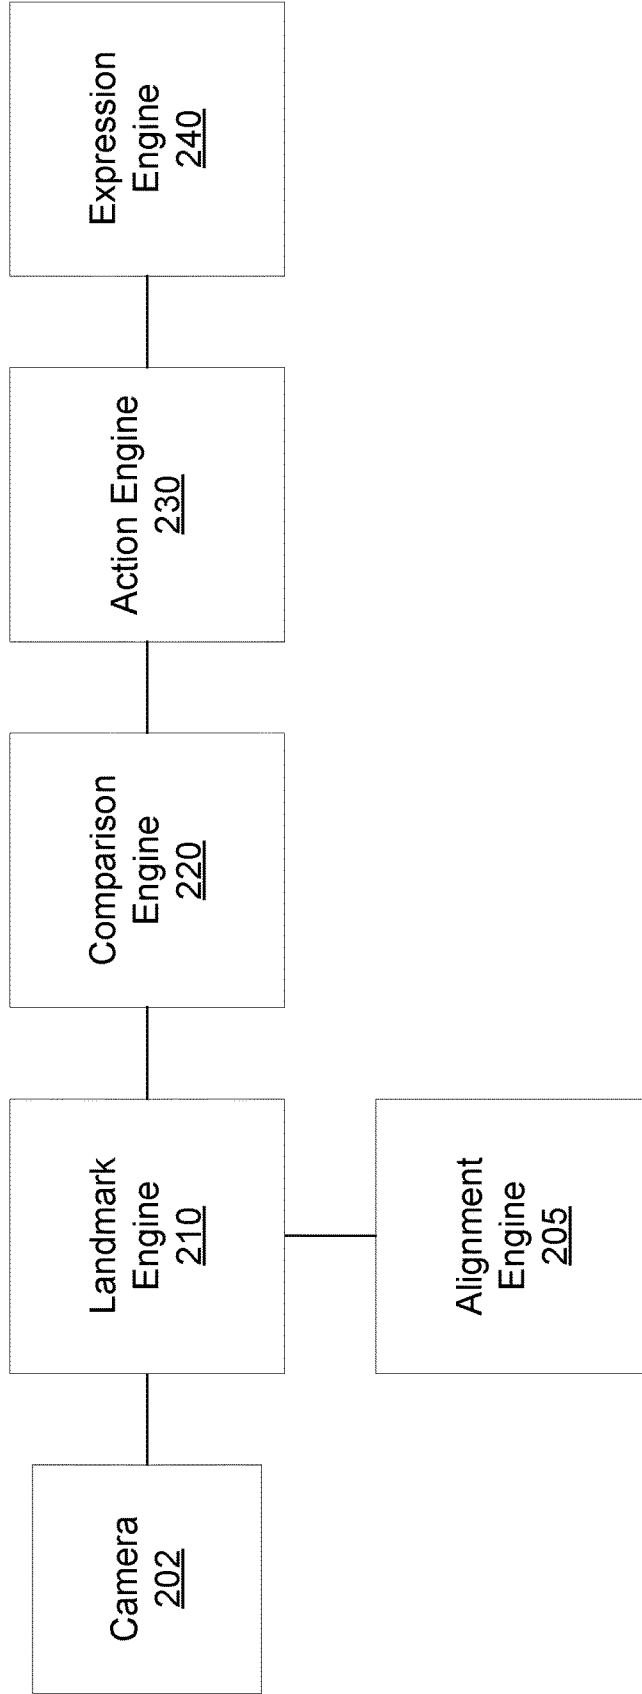 Camera
202
Landmark
Engine
210
Comparison
Engine
220
Action Engine
230
Expression
Engine
240
Alignment
Engine
205